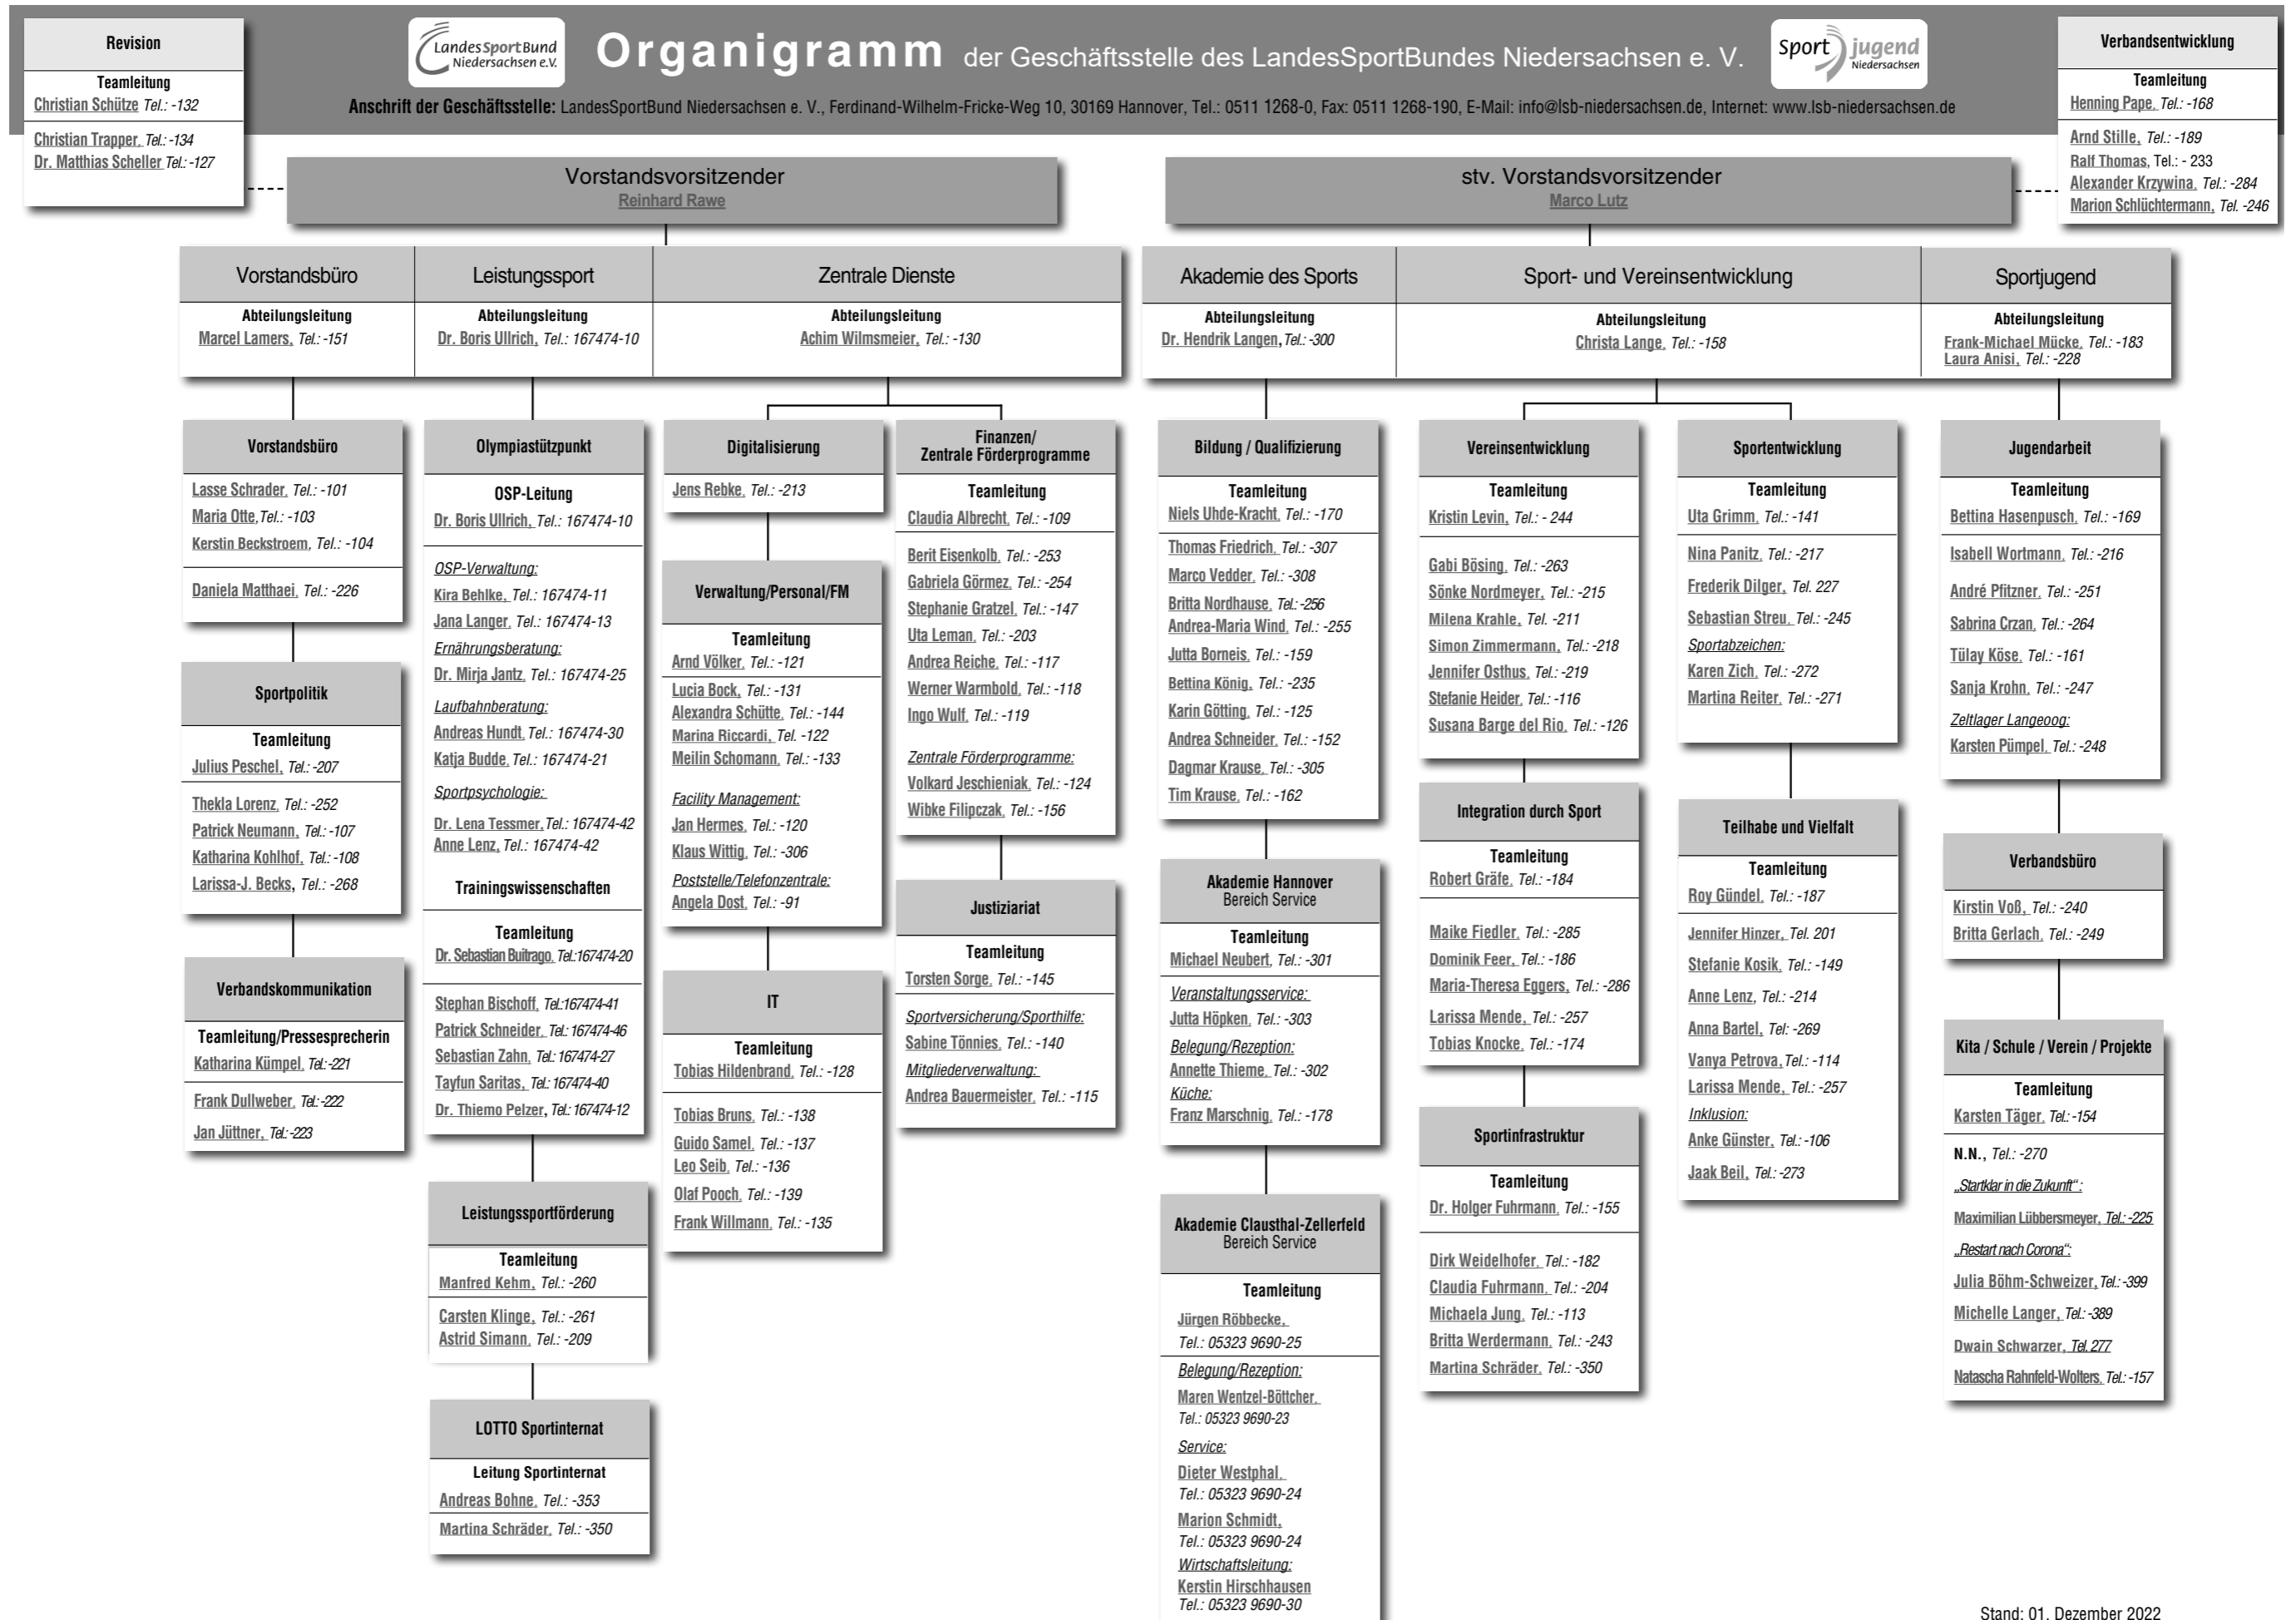 Revision
Teamleitung
Christian Schütze Tel.: -132
Christian Trapper, Tel.: -134
Dr. Matthias Scheller Tel.: -127
LandesSportBund
Niedersachsen e.V.
Organigramm der Geschäftsstelle des LandesSportBundes Niedersachsen e. V.
Sport jugend
Niedersachsen
Anschrift der Geschäftsstelle: LandesSportBund Niedersachsen e. V., Ferdinand-Wilhelm-Fricke-Weg 10, 30169 Hannover, Tel.: 0511 1268-0, Fax: 0511 1268-190, E-Mail: info@lsb-niedersachsen.de, Internet: www.lsb-niedersachsen.de
Verbandsentwicklung
Teamleitung
Henning Pape, Tel.: -168
Arnd Stille, Tel.: -189
Ralf Thomas, Tel.: - 233
Alexander Krzywina, Tel.: -284
Marion Schlüchtermann, Tel. -246
Vorstandsvorsitzender
Reinhard Rawe
stv. Vorstandsvorsitzender
Marco Lutz
Vorstandsbüro
Abteilungsleitung
Marcel Lamers, Tel.: -151
Leistungssport
Abteilungsleitung
Dr. Boris Ullrich, Tel.: 167474-10
Zentrale Dienste
Abteilungsleitung
Achim Wilmsmeier, Tel.: -130
Akademie des Sports
Abteilungsleitung
Dr. Hendrik Langen, Tel.: -300
Sport- und Vereinsentwicklung
Abteilungsleitung
Christa Lange, Tel.: -158
Sportjugend
Abteilungsleitung
Frank-Michael Mücke, Tel.: -183
Laura Anisi, Tel.: -228
Vorstandsbüro
Lasse Schrader, Tel.: -101
Maria Otte,Tel.: -103
Kerstin Beckstroem, Tel.: -104
Daniela Matthaei, Tel.: -226
Sportpolitik
Teamleitung
Julius Peschel, Tel.: -207
Thekla Lorenz, Tel.: -252
Patrick Neumann, Tel.: -107
Katharina Kohlhof, Tel.: -108
Larissa-J. Becks, Tel.: -268
Verbandskommunikation
Teamleitung/Pressesprecherin
Katharina Kümpel, Tel.: -221
Frank Dullweber, Tel.: -222
Jan Jüttner, Tel.: -223
Olympiastützpunkt
OSP-Leitung
Dr. Boris Ullrich, Tel.: 167474-10
OSP-Verwaltung:
Kira Behlke, Tel.: 167474-11
Jana Langer, Tel.: 167474-13
Ernährungsberatung:
Dr. Mirja Jantz, Tel.: 167474-25
Laufbahnberatung:
Andreas Hundt, Tel.: 167474-30
Katja Budde, Tel.: 167474-21
Sportpsychologie:
Dr. Lena Tessmer, Tel.: 167474-42
Anne Lenz, Tel.: 167474-42
Trainingswissenschaften
Teamleitung
Dr. Sebastian Buitrago, Tel.:167474-20
Stephan Bischoff, Tel.:167474-41
Patrick Schneider, Tel.: 167474-46
Sebastian Zahn, Tel.: 167474-27
Tayfun Saritas, Tel.: 167474-40
Dr. Thiemo Pelzer, Tel.: 167474-12
Leistungssportförderung
Teamleitung
Manfred Kehm, Tel.: -260
Carsten Klinge, Tel.: -261
Astrid Simann, Tel.: -209
LOTTO Sportinternat
Leitung Sportinternat
Andreas Bohne, Tel.: -353
Martina Schräder, Tel.: -350
Digitalisierung
Jens Rebke, Tel.: -213
Verwaltung/Personal/FM
Teamleitung
Arnd Völker, Tel.: -121
Lucia Bock, Tel.: -131
Alexandra Schütte, Tel.: -144
Marina Riccardi, Tel. -122
Meilin Schomann, Tel.: -133
Facility Management:
Jan Hermes, Tel.: -120
Klaus Wittig, Tel.: -306
Poststelle/Telefonzentrale:
Angela Dost, Tel.: -91
IT
Teamleitung
Tobias Hildenbrand, Tel.: -128
Tobias Bruns, Tel.: -138
Guido Samel, Tel.: -137
Leo Seib, Tel.: -136
Olaf Pooch, Tel.: -139
Frank Willmann, Tel.: -135
Finanzen/
Zentrale Förderprogramme
Teamleitung
Claudia Albrecht, Tel.: -109
Berit Eisenkolb, Tel.: -253
Gabriela Görmez, Tel.: -254
Stephanie Gratzel, Tel.: -147
Uta Leman, Tel.: -203
Andrea Reiche, Tel.: -117
Werner Warmbold, Tel.: -118
Ingo Wulf, Tel.: -119
Zentrale Förderprogramme:
Volkard Jeschieniak, Tel.: -124
Wibke Filipczak, Tel.: -156
Justiziariat
Teamleitung
Torsten Sorge, Tel.: -145
Sportversicherung/Sporthilfe:
Sabine Tönnies, Tel.: -140
Mitgliederverwaltung:
Andrea Bauermeister, Tel.: -115
Bildung / Qualifizierung
Teamleitung
Niels Uhde-Kracht, Tel.: -170
Thomas Friedrich, Tel.: -307
Marco Vedder, Tel.: -308
Britta Nordhause, Tel.: -256
Andrea-Maria Wind, Tel.: -255
Jutta Borneis, Tel.: -159
Bettina König, Tel.: -235
Karin Götting, Tel.: -125
Andrea Schneider, Tel.: -152
Dagmar Krause, Tel.: -305
Tim Krause, Tel.: -162
Akademie Hannover
Bereich Service
Teamleitung
Michael Neubert, Tel.: -301
Veranstaltungsservice:
Jutta Höpken, Tel.: -303
Belegung/Rezeption:
Annette Thieme, Tel.: -302
Küche:
Franz Marschnig, Tel.: -178
Akademie Clausthal-Zellerfeld
Bereich Service
Teamleitung
Jürgen Röbbecke,
Tel.: 05323 9690-25
Belegung/Rezeption:
Maren Wentzel-Böttcher,
Tel.: 05323 9690-23
Service:
Dieter Westphal,
Tel.: 05323 9690-24
Marion Schmidt,
Tel.: 05323 9690-24
Wirtschaftsleitung:
Kerstin Hirschhausen
Tel.: 05323 9690-30
Vereinsentwicklung
Teamleitung
Kristin Levin, Tel.: - 244
Gabi Bösing, Tel.: -263
Sönke Nordmeyer, Tel.: -215
Milena Krahle, Tel. -211
Simon Zimmermann, Tel.: -218
Jennifer Osthus, Tel.: -219
Stefanie Heider, Tel.: -116
Susana Barge del Rio, Tel.: -126
Integration durch Sport
Teamleitung
Robert Gräfe, Tel.: -184
Maike Fiedler, Tel.: -285
Dominik Feer, Tel.: -186
Maria-Theresa Eggers, Tel.: -286
Larissa Mende, Tel.: -257
Tobias Knocke, Tel.: -174
Sportinfrastruktur
Teamleitung
Dr. Holger Fuhrmann, Tel.: -155
Dirk Weidelhofer, Tel.: -182
Claudia Fuhrmann, Tel.: -204
Michaela Jung, Tel.: -113
Britta Werdermann, Tel.: -243
Martina Schräder, Tel.: -350
Sportentwicklung
Teamleitung
Uta Grimm, Tel.: -141
Nina Panitz, Tel.: -217
Frederik Dilger, Tel. 227
Sebastian Streu, Tel.: -245
Sportabzeichen:
Karen Zich, Tel.: -272
Martina Reiter, Tel.: -271
Teilhabe und Vielfalt
Teamleitung
Roy Gündel, Tel.: -187
Jennifer Hinzer, Tel. 201
Stefanie Kosik, Tel.: -149
Anne Lenz, Tel.: -214
Anna Bartel, Tel: -269
Vanya Petrova, Tel.: -114
Larissa Mende, Tel.: -257
Inklusion:
Anke Günster, Tel.: -106
Jaak Beil, Tel.: -273
Jugendarbeit
Teamleitung
Bettina Hasenpusch, Tel.: -169
Isabell Wortmann, Tel.: -216
André Pfitzner, Tel.: -251
Sabrina Crzan, Tel.: -264
Tülay Köse, Tel.: -161
Sanja Krohn, Tel.: -247
Zeltlager Langeoog:
Karsten Pümpel, Tel.: -248
Verbandsbüro
Kirstin Voß, Tel.: -240
Britta Gerlach, Tel.: -249
Kita / Schule / Verein / Projekte
Teamleitung
Karsten Täger, Tel.: -154
N.N., Tel.: -270
„Startklar in die Zukunft“ :
Maximilian Lübbersmeyer, Tel.: -225
„Restart nach Corona“:
Julia Böhm-Schweizer, Tel.: -399
Michelle Langer, Tel.: -389
Dwain Schwarzer, Tel. 277
Natascha Rahnfeld-Wolters, Tel.: -157
Stand: 01. Dezember 2022